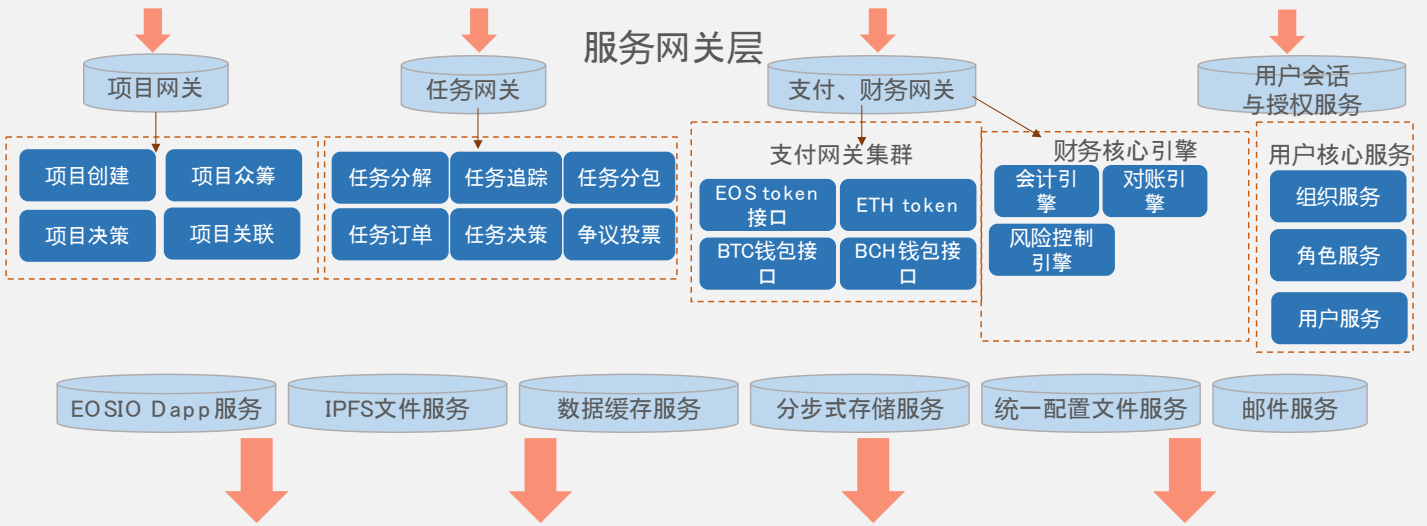 服务网关层
项目网关
任务网关
支付、财务网关
用户会话
与授权服务
项目创建
项目众筹
项目决策
项目关联
任务分解
任务追踪
任务分包
任务订单
任务决策
争议投票
支付网关集群
EOS token
接口
ETH token
BTC钱包接
口
BCH钱包接
口
财务核心引擎
会计引
擎
对账引
擎
风险控制
引擎
用户核心服务
组织服务
角色服务
用户服务
EOSIO Dapp服务
IPFS文件服务
数据缓存服务
分步式存储服务
统一配置文件服务
邮件服务